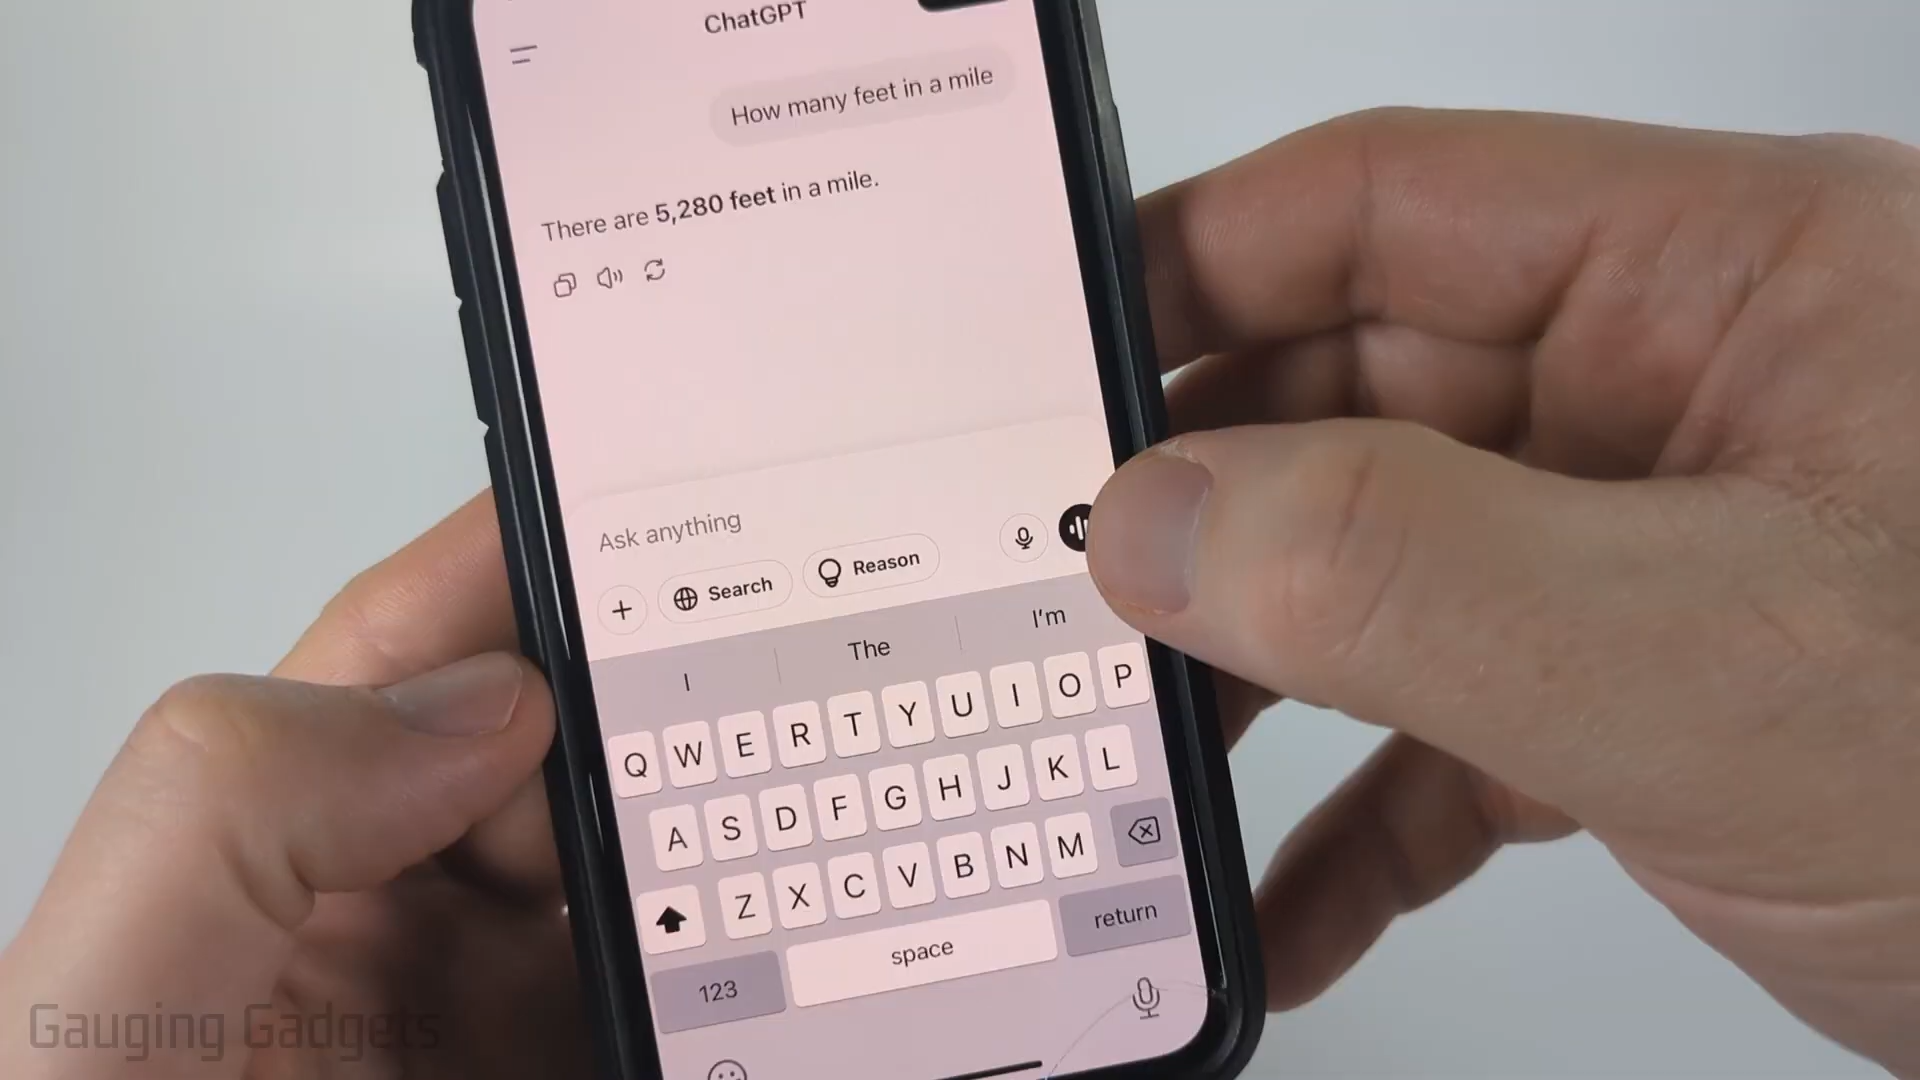 ChatGPT
How many feet in a mile
There are 5,280 feet in a mile.
Ask anything
Search
Reason
I
The
I'm
Q W E R T Y U I O P
A S D F G H J K L
Z X C V B N M
123
space
return
Gauging Gadgets